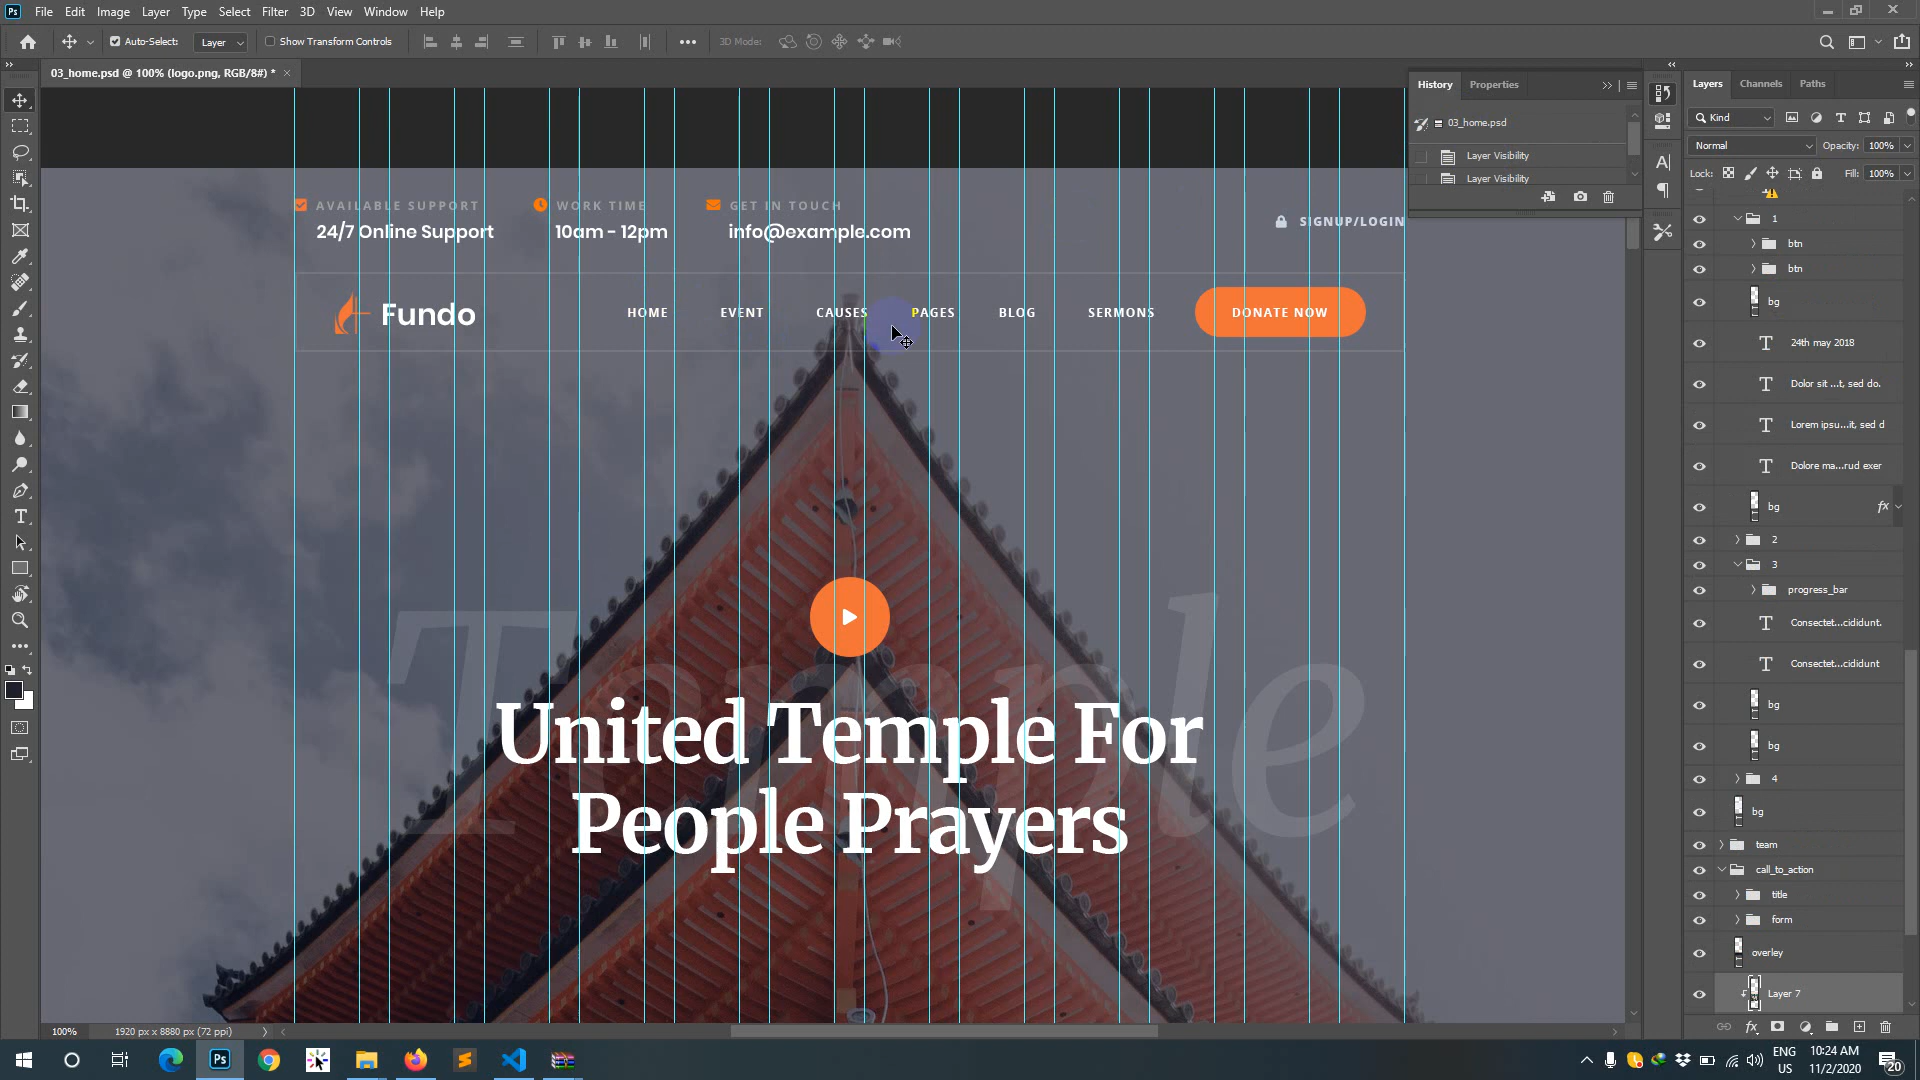 Ps File Edit Image Layer Type Select Filter 3D View Window Help
Auto-Select: Layer Show Transform Controls 3D Mode:
03_home.psd @ 100% (logo.png, RGB/8#) *
History Properties
03_home.psd
Layer Visibility
Layer Visibility
Layers Channels Paths
Kind
Normal Opacity: 100%
Lock: Fill: 100%
1
btn
btn
bg
24th may 2018
Dolor sit ...t, sed do.
Lorem ipsu...it, sed d
Dolore ma...rud exer
bg fx
2
3
progress_bar
Consectet...cididunt.
Consectet...cididunt
bg
bg
4
bg
team
call_to_action
title
form
overley
Layer 7
AVAILABLE SUPPORT
24/7 Online Support
WORK TIME
10am - 12pm
GET IN TOUCH
info@example.com
SIGNUP/LOGIN
Fundo
HOME EVENT CAUSES PAGES BLOG SERMONS DONATE NOW
Temple
United Temple For
People Prayers
100% 1920 px x 8880 px (72 ppi)
Ps
ENG
US
10:24 AM
11/2/2020
20